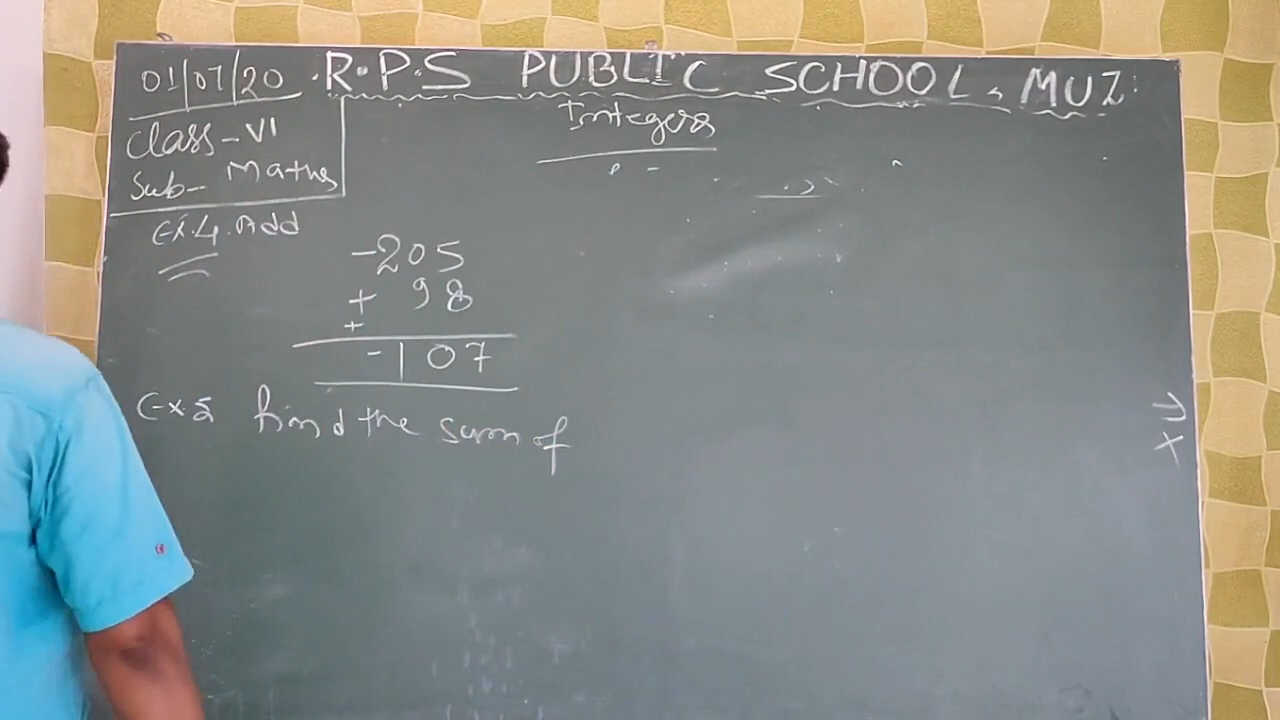 01/07/20 R.P.S PUBLIC SCHOOL, MUZ:
Class-VI
Sub- Maths
Integers
Ex.4. Add
-205
+ 98
+
-107
Ex 5 find the sum of
→
×